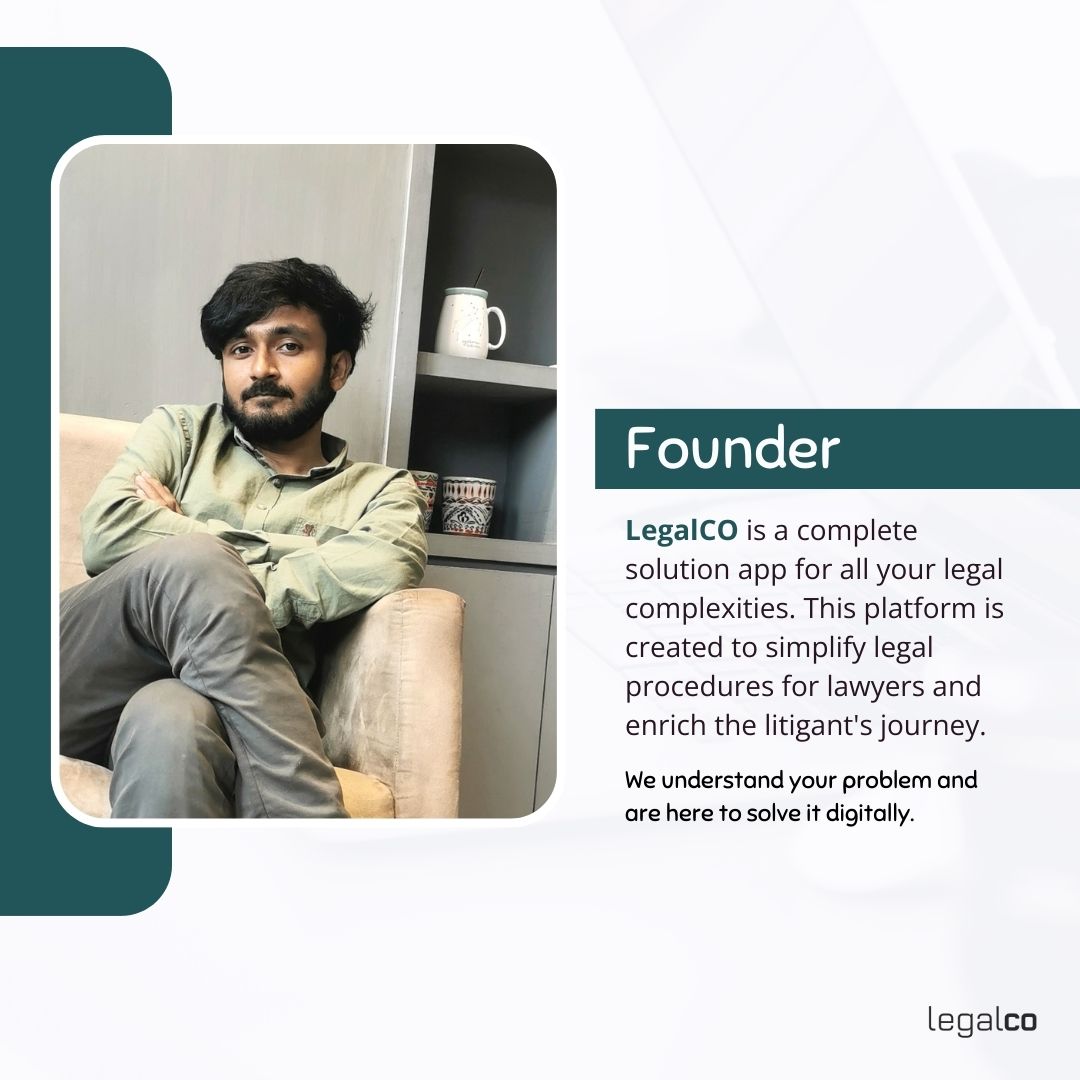 Founder
LegalCO is a complete
solution app for all your legal
complexities. This platform is
created to simplify legal
procedures for lawyers and
enrich the litigant's journey.
We understand your problem and
are here to solve it digitally.
legalco